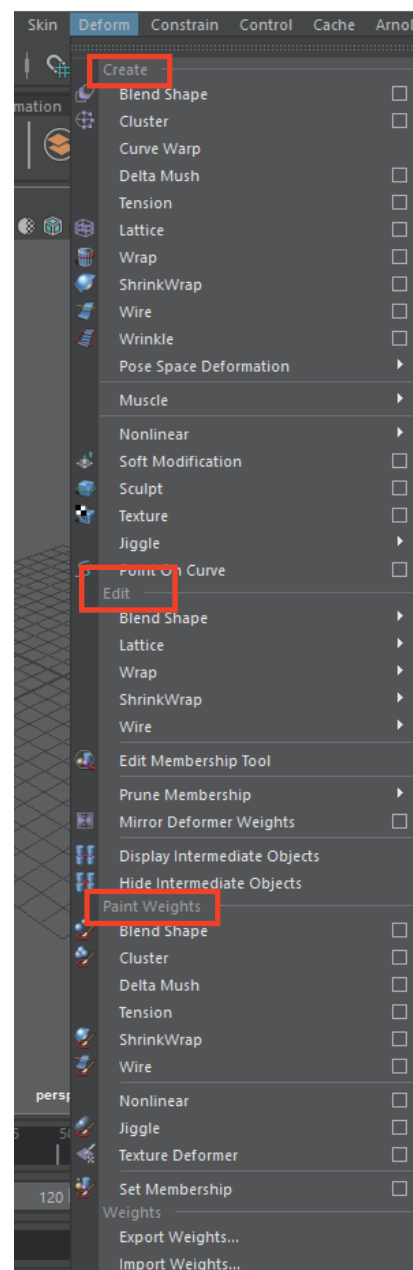 Skin Deform Constrain Control Cache Arnol
Create
mation
Blend Shape
Cluster
Curve Warp
Delta Mush
Tension
Lattice
Wrap
ShrinkWrap
Wire
Wrinkle
Pose Space Deformation
Muscle
Nonlinear
Soft Modification
Sculpt
Texture
Jiggle
Point On Curve
Edit
Blend Shape
Lattice
Wrap
ShrinkWrap
Wire
Edit Membership Tool
Prune Membership
Mirror Deformer Weights
Display Intermediate Objects
Hide Intermediate Objects
Paint Weights
Blend Shape
Cluster
Delta Mush
Tension
ShrinkWrap
Wire
persp
Nonlinear
Jiggle
Texture Deformer
120
Set Membership
Weights
Export Weights...
Import Weights...